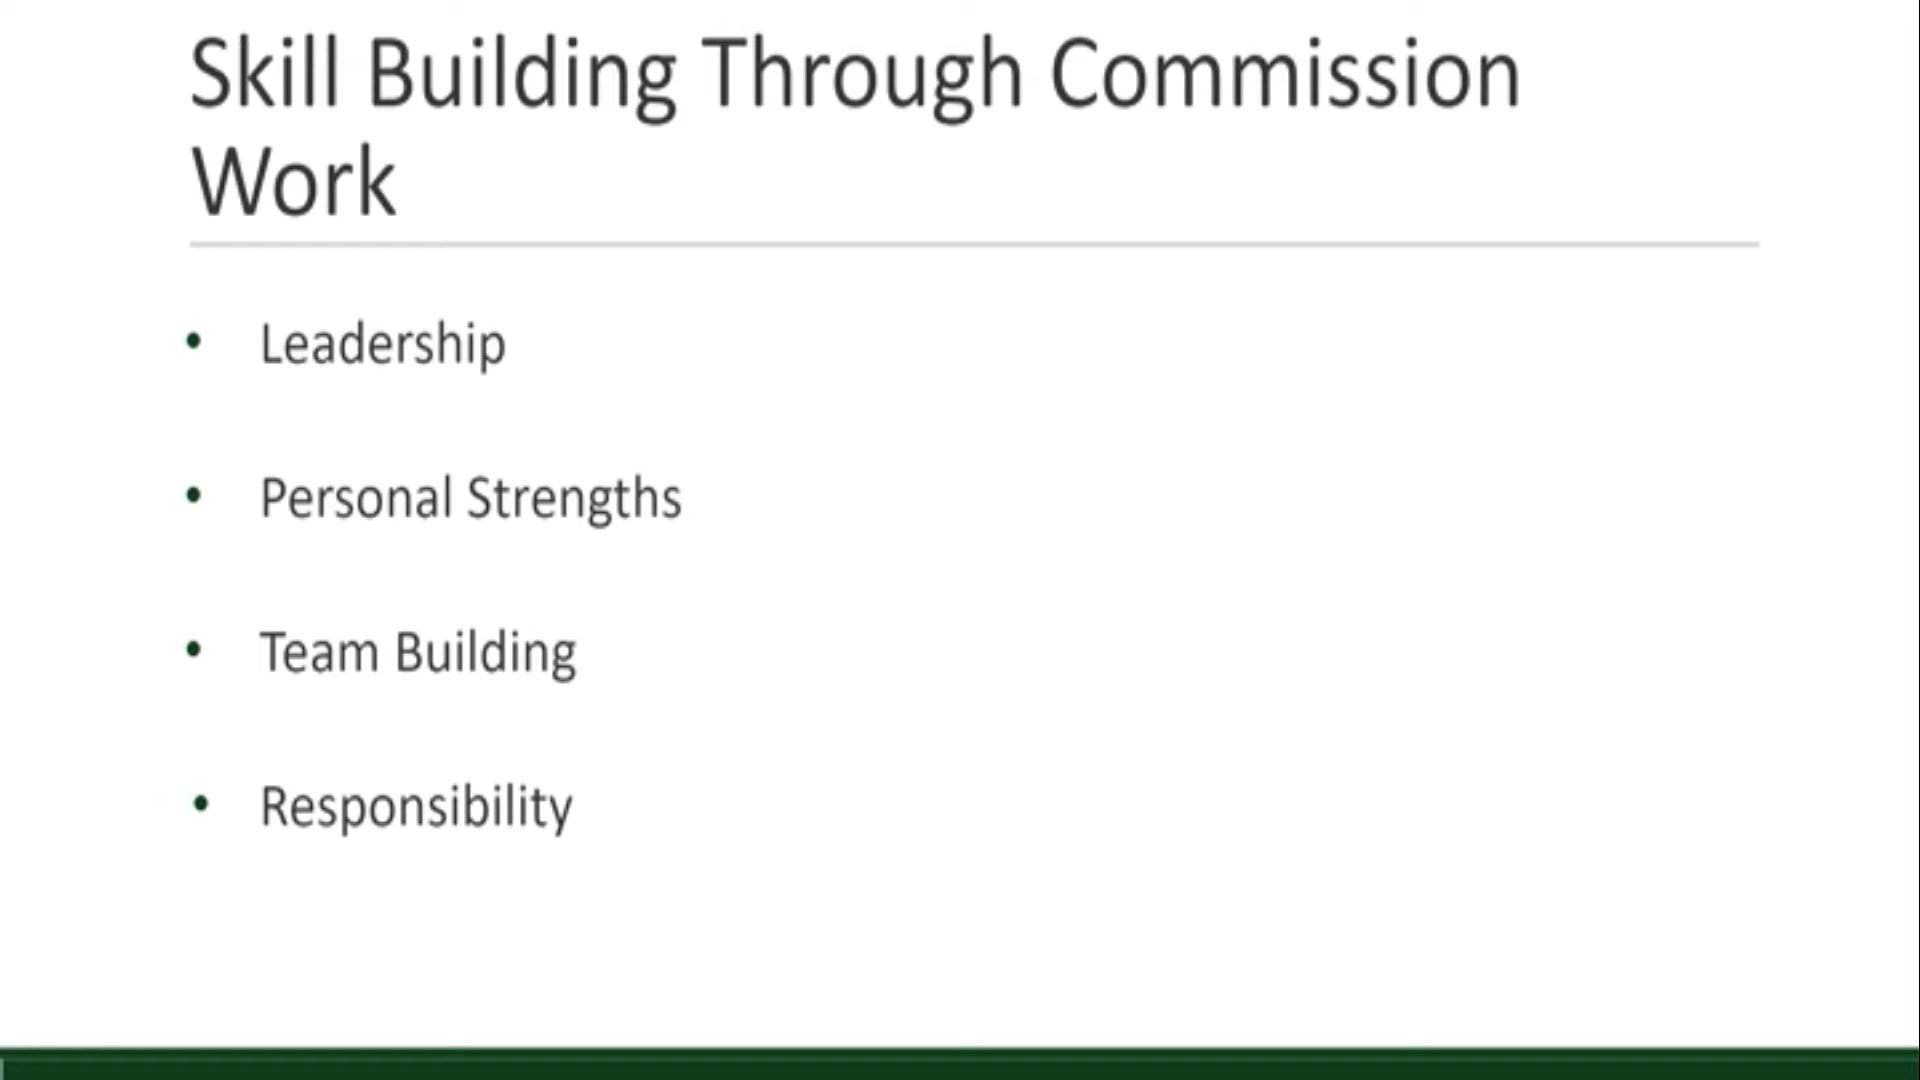 Skill Building Through Commission
Work
• Leadership
• Personal Strengths
• Team Building
• Responsibility